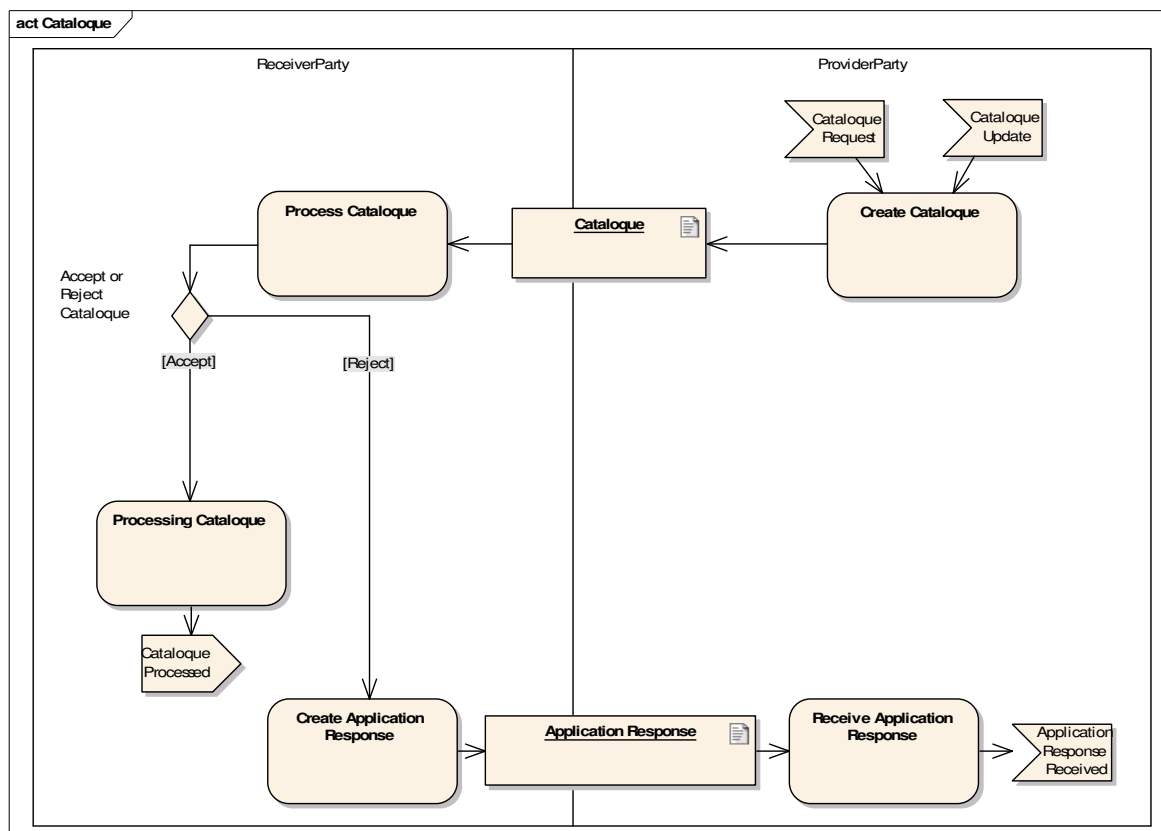 act Cataloque
ReceiverParty
ProviderParty
Cataloque
Request
Cataloque
Update
Process Cataloque
Cataloque
Create Cataloque
Accept or
Reject
Cataloque
[Accept]
[Reject]
Processing Cataloque
Cataloque
Processed
Create Application
Response
Application Response
Receive Application
Response
Application
Response
Received